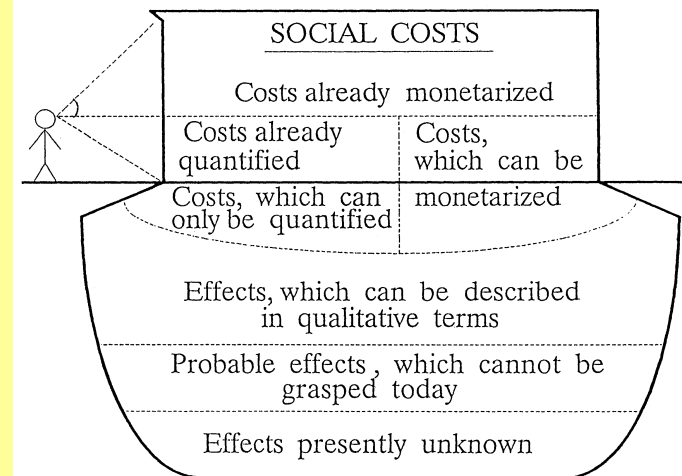 SOCIAL COSTS
Costs already monetarized
Costs already
quantified
Costs,
which can be
monetarized
Costs, which can
only be quantified
Effects, which can be described
in qualitative terms
Probable effects, which cannot be
grasped today
Effects presently unknown